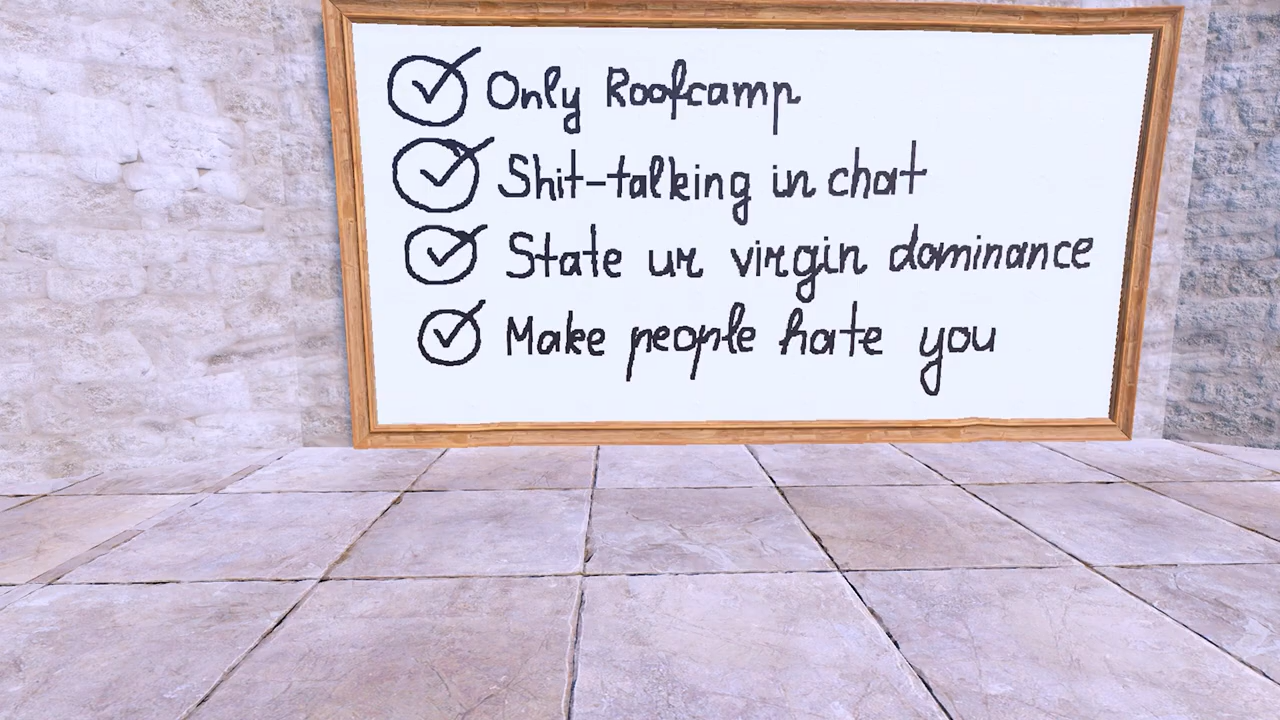 Only Roofcamp
Shit-talking in chat
State ur virgin dominance
Make people hate you